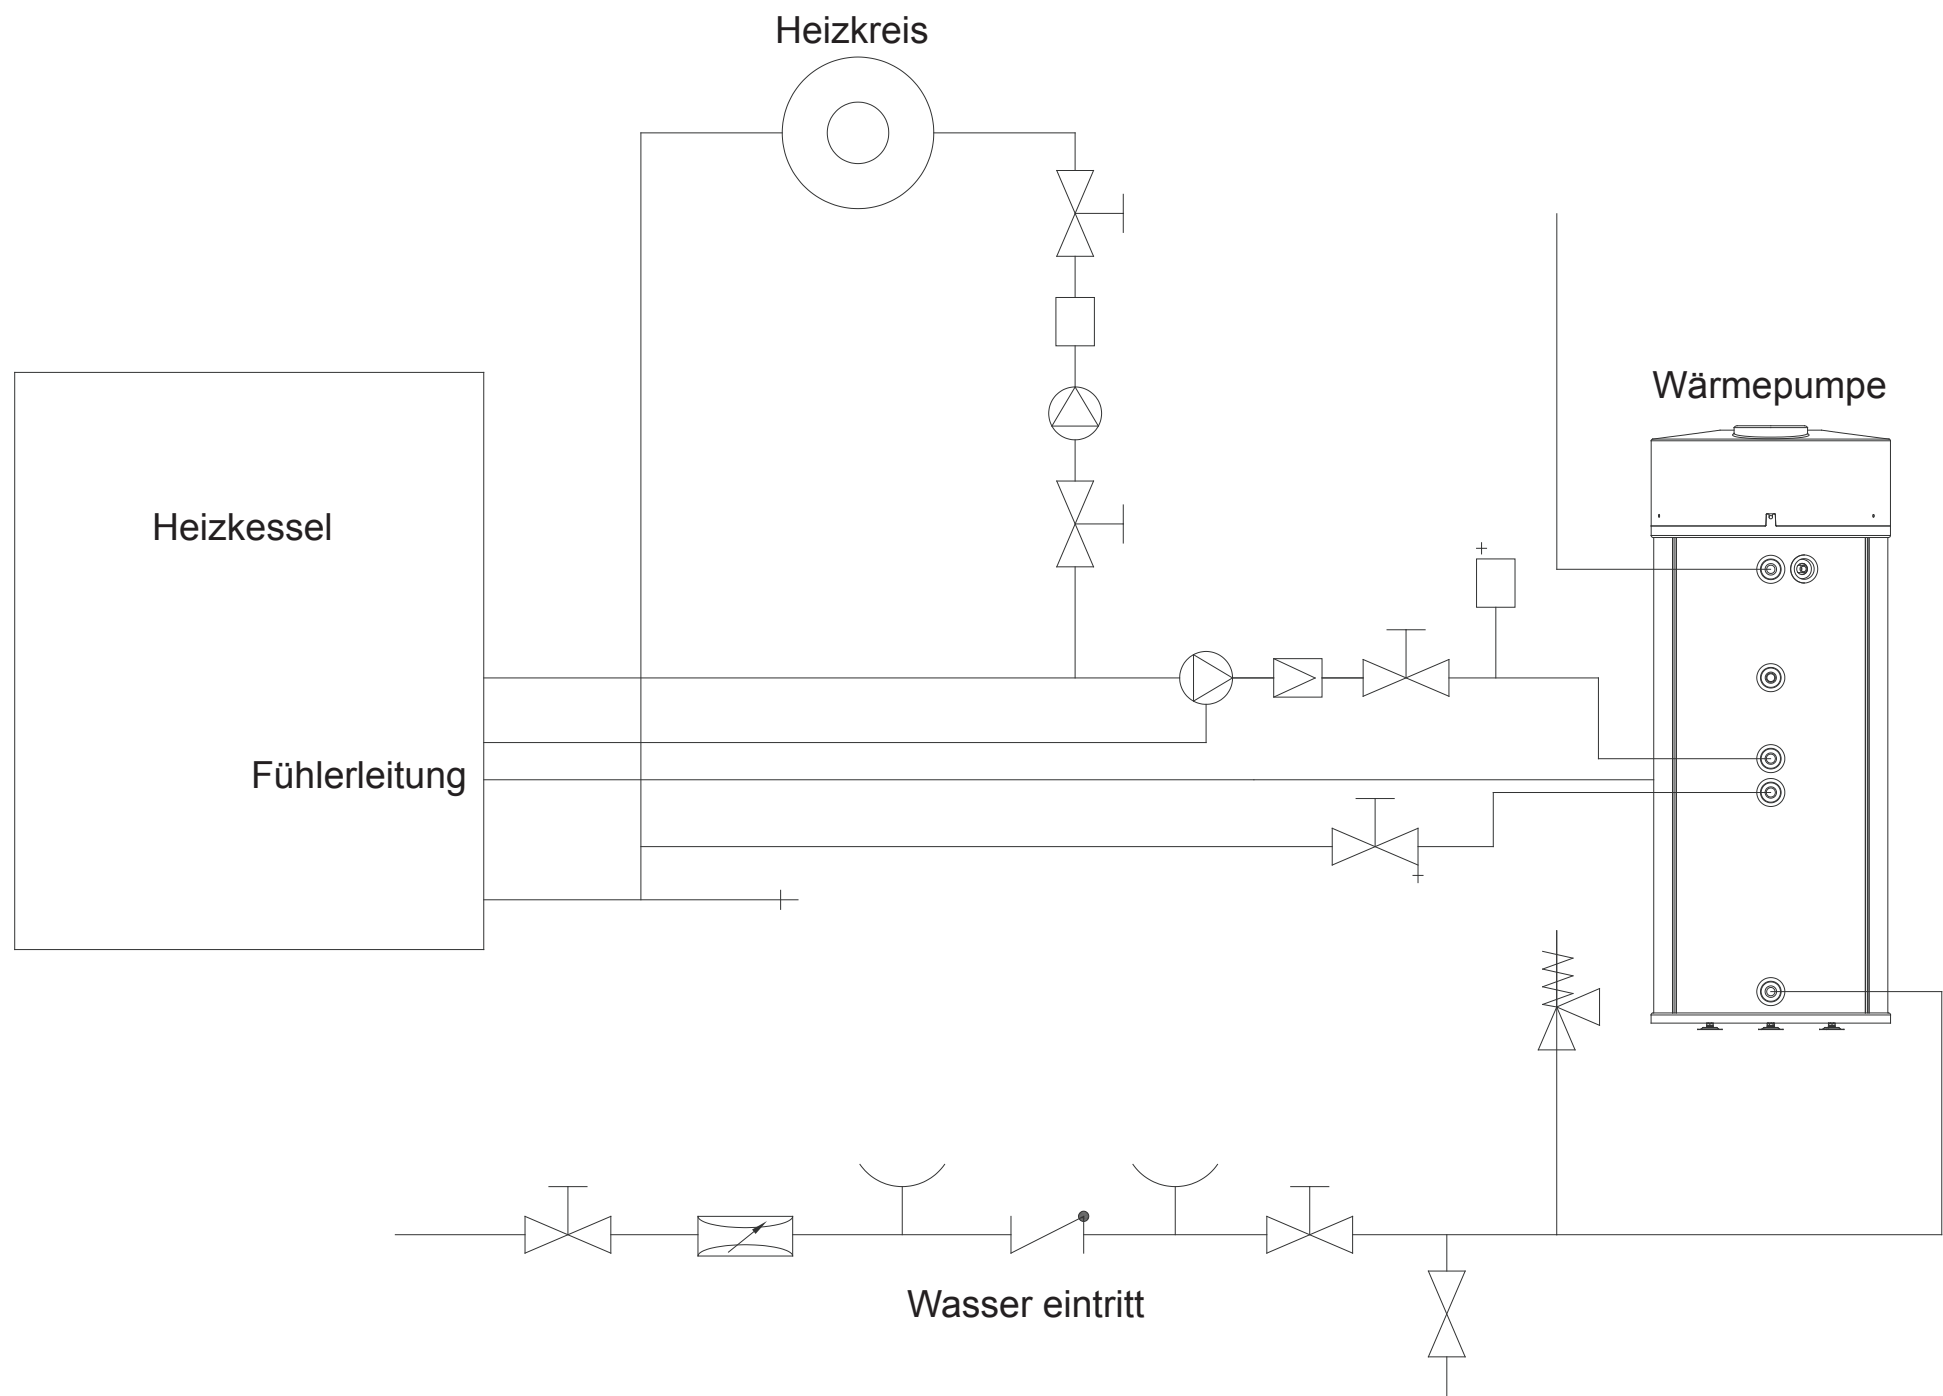 Heizkreis
Wärmepumpe
Heizkessel
Fühlerleitung
Wasser eintritt